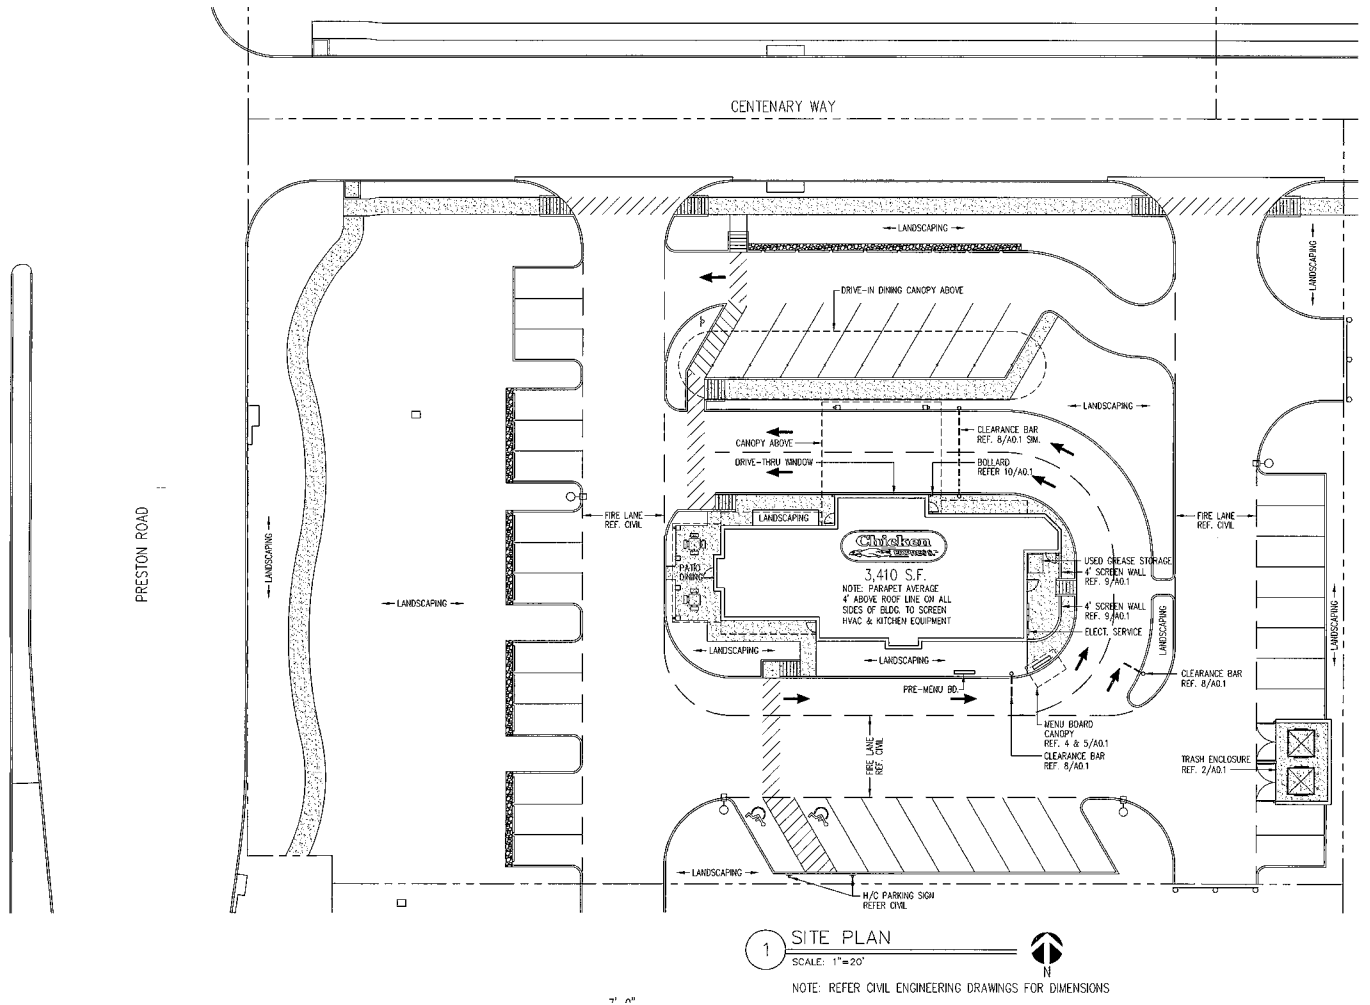 CENTENARY WAY
LANDSCAPING
LANDSCAPING
DRIVE-IN DINING CANOPY ABOVE
LANDSCAPING
CLEARANCE BAR
REF. 8/A0.1 SIM.
CANOPY ABOVE
DRIVE-THRU WINDOW
BOLLARD
REFER 10/A0.1
PRESTON ROAD
LANDSCAPING
FIRE LANE
REF. CIVIL
LANDSCAPING
FIRE LANE
REF. CIVIL
Chicken
EXPRESS
3,410 S.F.
NOTE: PARAPET AVERAGE
4' ABOVE ROOF LINE ON ALL
SIDES OF BLDG. TO SCREEN
HVAC & KITCHEN EQUIPMENT
PATIO
DINING
USED GREASE STORAGE
4' SCREEN WALL
REF. 9/A0.1
4' SCREEN WALL
REF. 9/A0.1
ELECT. SERVICE
LANDSCAPING
LANDSCAPING
LANDSCAPING
LANDSCAPING
LANDSCAPING
CLEARANCE BAR
REF. 8/A0.1
PRE-MENU BD.
MENU BOARD
CANOPY
REF. 4 & 5/A0.1
CLEARANCE BAR
REF. 8/A0.1
FIRE LANE
REF. CIVIL
TRASH ENCLOSURE
REF. 2/A0.1
LANDSCAPING
H/C PARKING SIGN
REFER CIVIL
1
SITE PLAN
SCALE: 1"=20'
N
NOTE: REFER CIVIL ENGINEERING DRAWINGS FOR DIMENSIONS